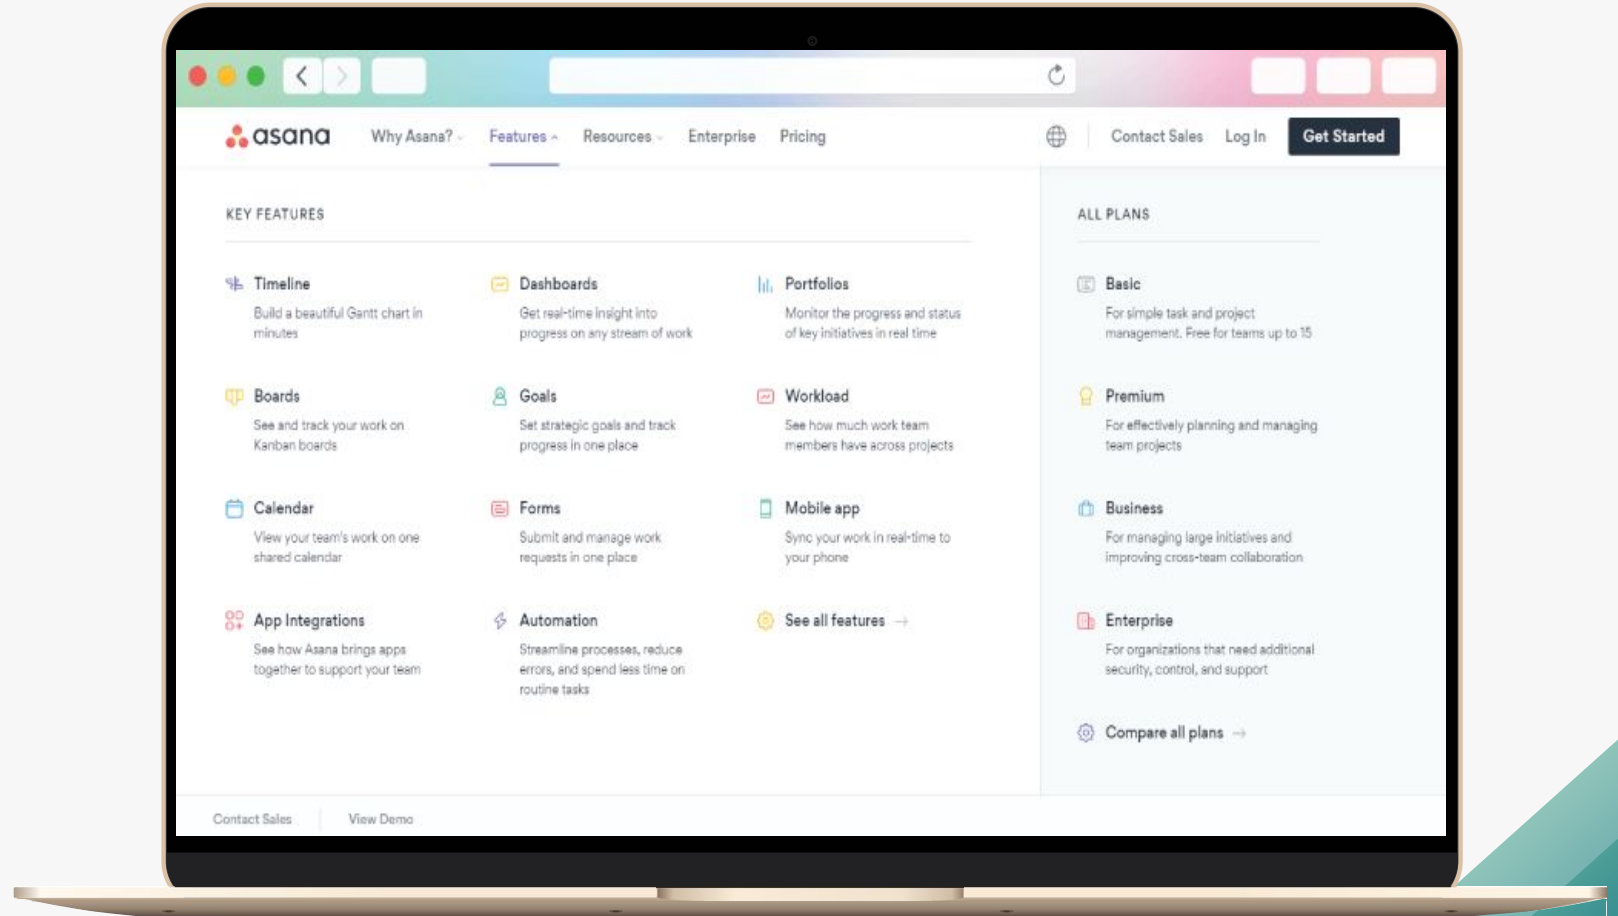 asana
Why Asana?
Features
Resources
Enterprise
Pricing
Contact Sales
Log In
Get Started
KEY FEATURES
Timeline
Build a beautiful Gantt chart in
minutes
Dashboards
Get real-time insight into
progress on any stream of work
Portfolios
Monitor the progress and status
of key initiatives in real time
Boards
See and track your work on
Kanban boards
Goals
Set strategic goals and track
progress in one place
Workload
See how much work team
members have across projects
Calendar
View your team's work on one
shared calendar
Forms
Submit and manage work
requests in one place
Mobile app
Sync your work in real-time to
your phone
App Integrations
See how Asana brings apps
together to support your team
Automation
Streamline processes, reduce
errors, and spend less time on
routine tasks
See all features →
ALL PLANS
Basic
For simple task and project
management. Free for teams up to 15
Premium
For effectively planning and managing
team projects
Business
For managing large initiatives and
improving cross-team collaboration
Enterprise
For organizations that need additional
security, control, and support
Compare all plans →
Contact Sales
View Demo